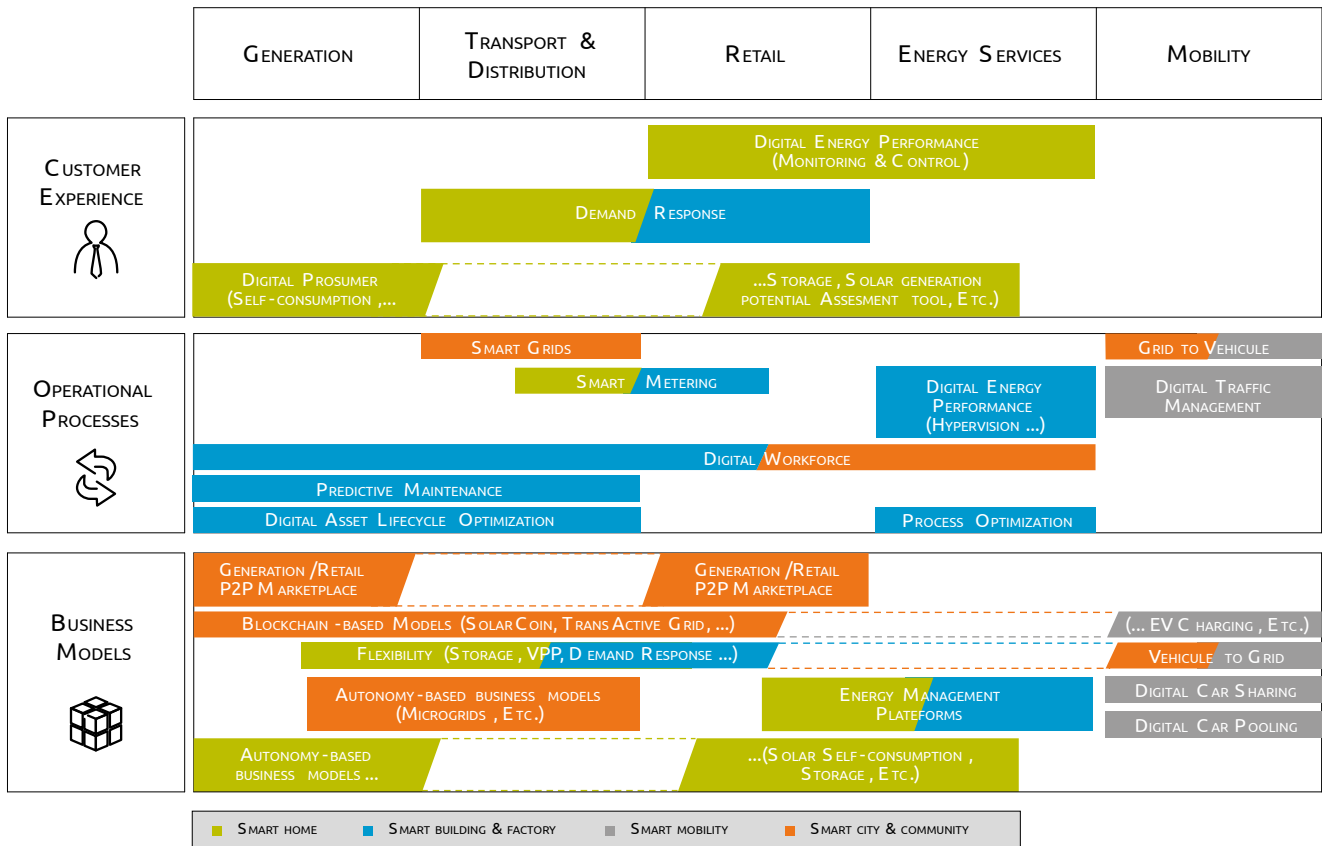 GENERATION
TRANSPORT &
DISTRIBUTION
RETAIL
ENERGY SERVICES
MOBILITY
CUSTOMER
EXPERIENCE
DIGITAL ENERGY PERFORMANCE
(MONITORING & CONTROL)
DEMAND RESPONSE
DIGITAL PROSUMER
(SELF-CONSUMPTION,...
...STORAGE, SOLAR GENERATION
POTENTIAL ASSESMENT TOOL, ETC.)
OPERATIONAL
PROCESSES
SMART GRIDS
GRID TO VEHICULE
SMART METERING
DIGITAL ENERGY
PERFORMANCE
(HYPERVISION ...)
DIGITAL TRAFFIC
MANAGEMENT
DIGITAL WORKFORCE
PREDICTIVE MAINTENANCE
DIGITAL ASSET LIFECYCLE OPTIMIZATION
PROCESS OPTIMIZATION
BUSINESS
MODELS
GENERATION/RETAIL
P2P MARKETPLACE
GENERATION/RETAIL
P2P MARKETPLACE
BLOCKCHAIN-BASED MODELS (SOLARCOIN, TRANSACTIVE GRID, ...)
(... EV CHARGING, ETC.)
FLEXIBILITY (STORAGE, VPP, DEMAND RESPONSE ...)
VEHICULE TO GRID
AUTONOMY-BASED BUSINESS MODELS
(MICROGRIDS, ETC.)
ENERGY MANAGEMENT
PLATEFORMS
DIGITAL CAR SHARING
DIGITAL CAR POOLING
AUTONOMY-BASED
BUSINESS MODELS ...
...(SOLAR SELF-CONSUMPTION,
STORAGE, ETC.)
SMART HOME
SMART BUILDING & FACTORY
SMART MOBILITY
SMART CITY & COMMUNITY